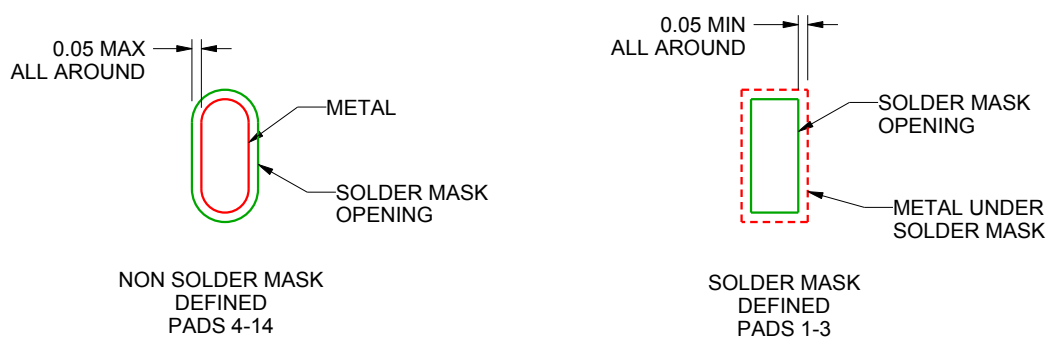 0.05 MAX
ALL AROUND
METAL
SOLDER MASK
OPENING
NON SOLDER MASK
DEFINED
PADS 4-14
0.05 MIN
ALL AROUND
SOLDER MASK
OPENING
METAL UNDER
SOLDER MASK
SOLDER MASK
DEFINED
PADS 1-3